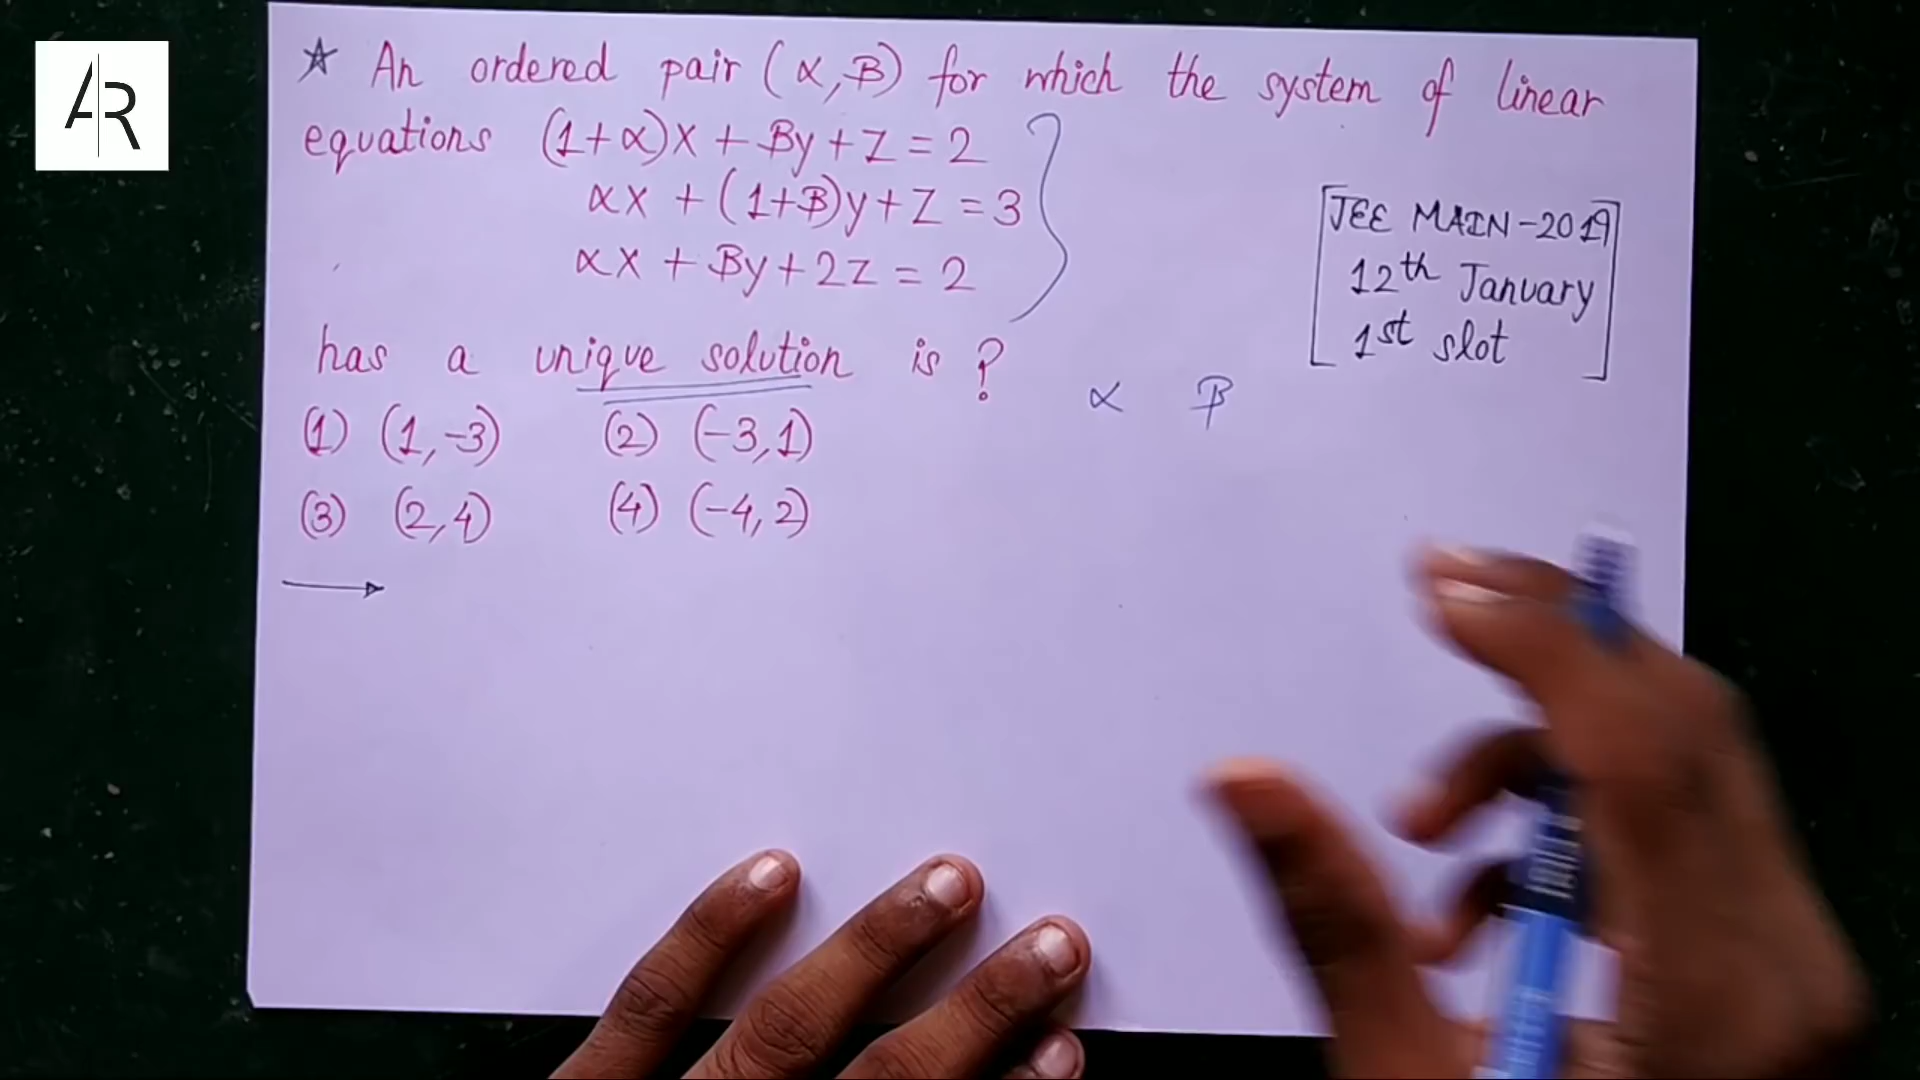 AR
☆ An ordered pair (α, β) for which the system of linear
equations (1+α)x + βy + z = 2
αx + (1+β)y + z = 3
αx + βy + 2z = 2
[JEE MAIN-2019
12th January
1st slot]
has a unique solution is ?
α β
(1) (1, -3) (2) (-3, 1)
(3) (2, 4) (4) (-4, 2)
→